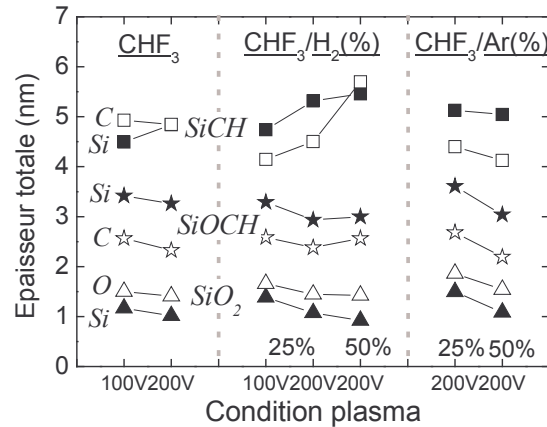 CHF₃ CHF₃/H₂(%) CHF₃/Ar(%)
Epaisseur totale (nm)
7
6
5
4
3
2
1
0
C
Si
SiCH
Si
C
SiOCH
O
Si
SiO₂
25% 50% 25% 50%
100V200V 100V200V200V 200V200V
Condition plasma